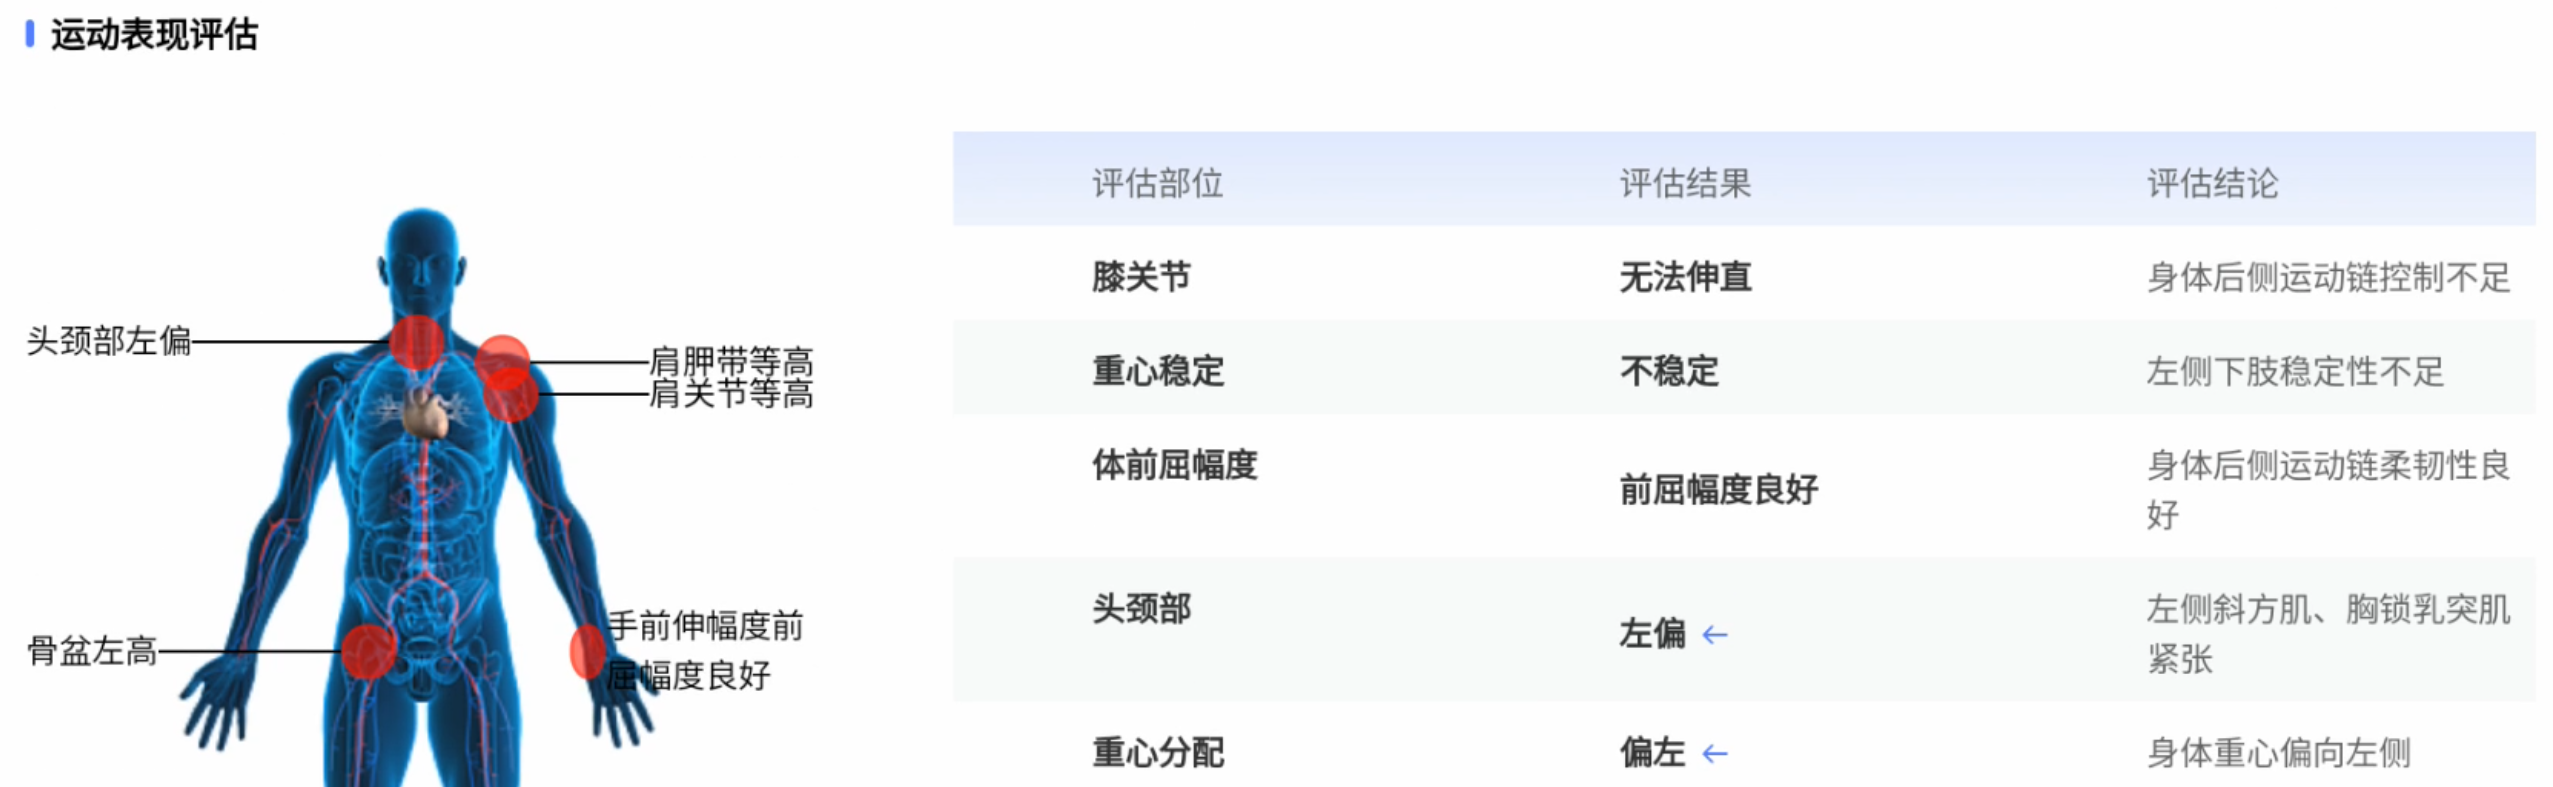 运动表现评估
头颈部左偏
肩胛带等高
肩关节等高
骨盆左高
手前伸幅度前
屈幅度良好
评估部位 评估结果 评估结论
膝关节 无法伸直 身体后侧运动链控制不足
重心稳定 不稳定 左侧下肢稳定性不足
体前屈幅度 前屈幅度良好 身体后侧运动链柔韧性良
好
头颈部 左偏 ← 左侧斜方肌、胸锁乳突肌
紧张
重心分配 偏左 ← 身体重心偏向左侧